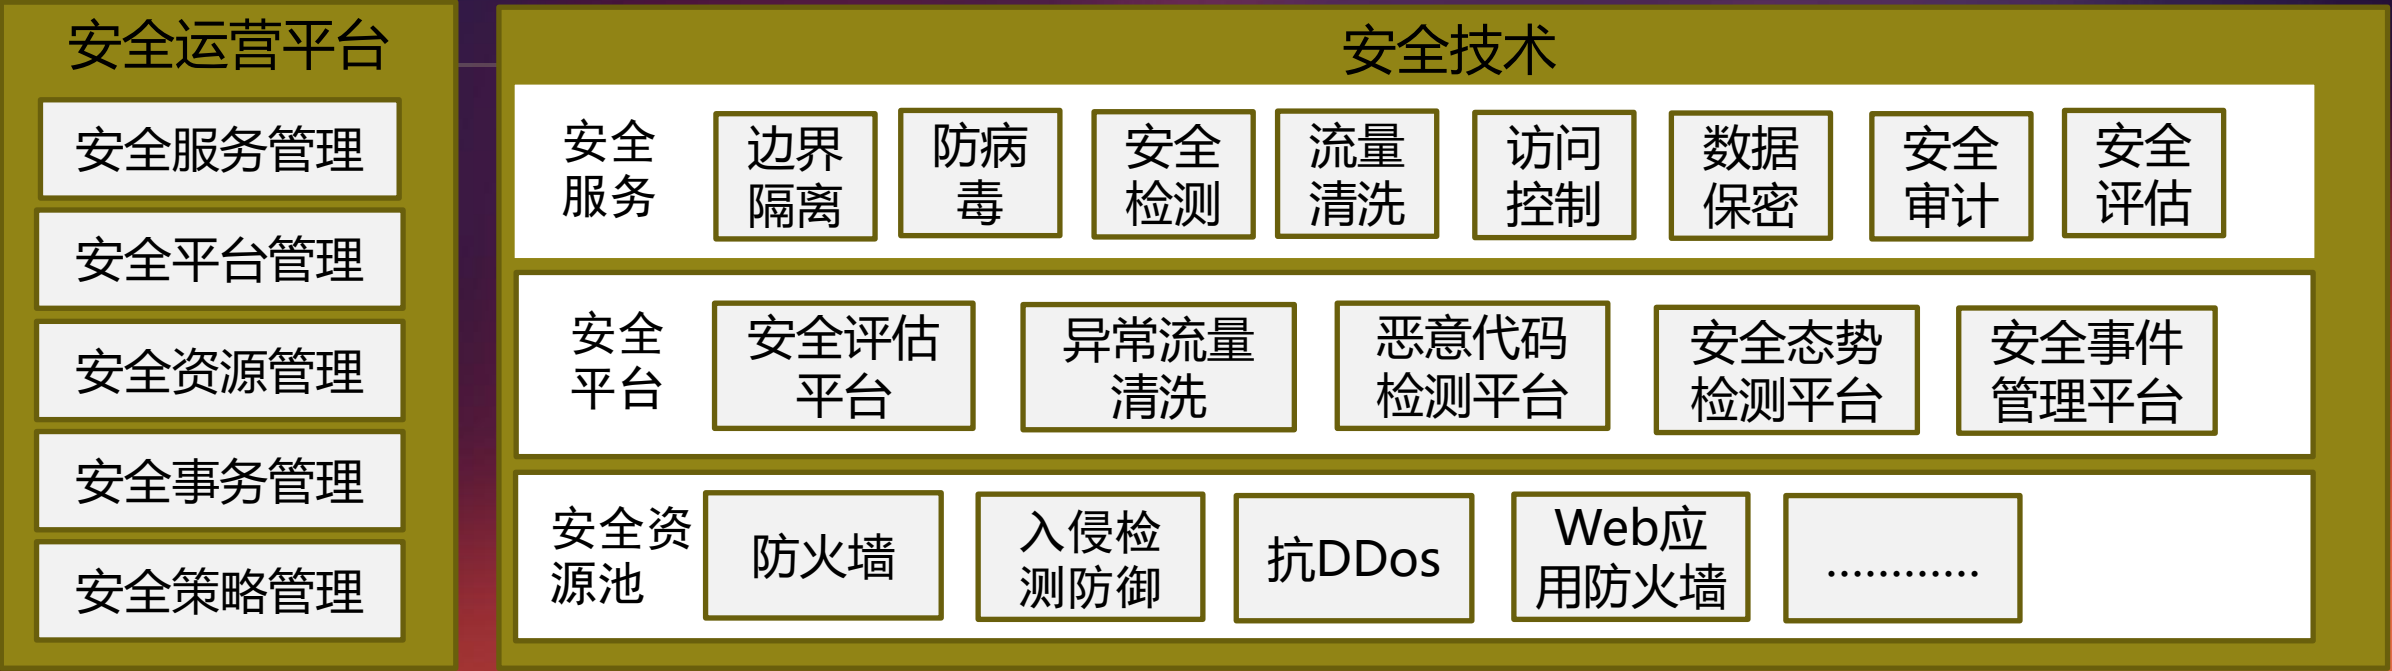 安全运营平台
安全服务管理
安全平台管理
安全资源管理
安全事务管理
安全策略管理
安全技术
安全
服务
边界
隔离
防病
毒
安全
检测
流量
清洗
访问
控制
数据
保密
安全
审计
安全
评估
安全
平台
安全评估
平台
异常流量
清洗
恶意代码
检测平台
安全态势
检测平台
安全事件
管理平台
安全资
源池
防火墙
入侵检
测防御
抗DDos
Web应
用防火墙
............